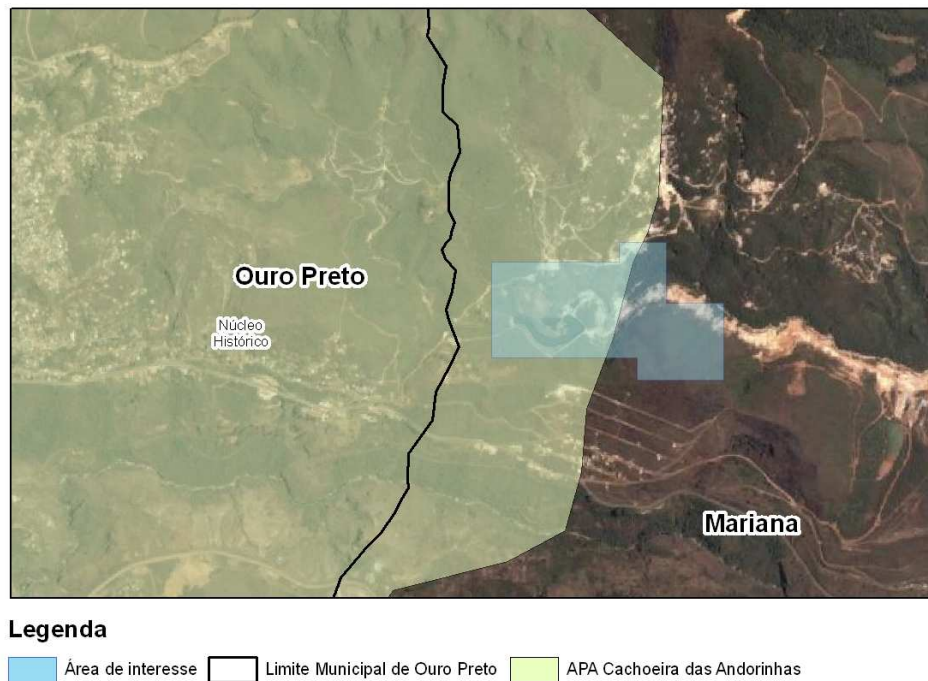 Ouro Preto
Núcleo
Histórico
Mariana
Legenda
Área de interesse Limite Municipal de Ouro Preto APA Cachoeira das Andorinhas